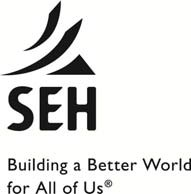 SEH
Building a Better World
for All of Us®